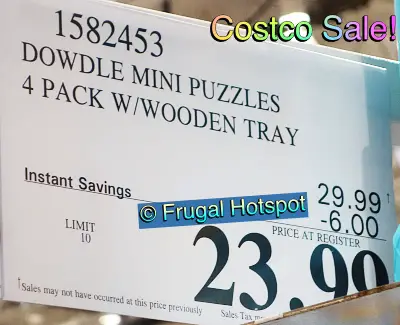 Costco Sale!
1582453
DOWDLE MINI PUZZLES
4 PACK W/WOODEN TRAY
Instant Savings
29.99 †
-6.00
© Frugal Hotspot
LIMIT
10
PRICE AT REGISTER
23.99
†Sales may not have occurred at this price previously
Sales Tax